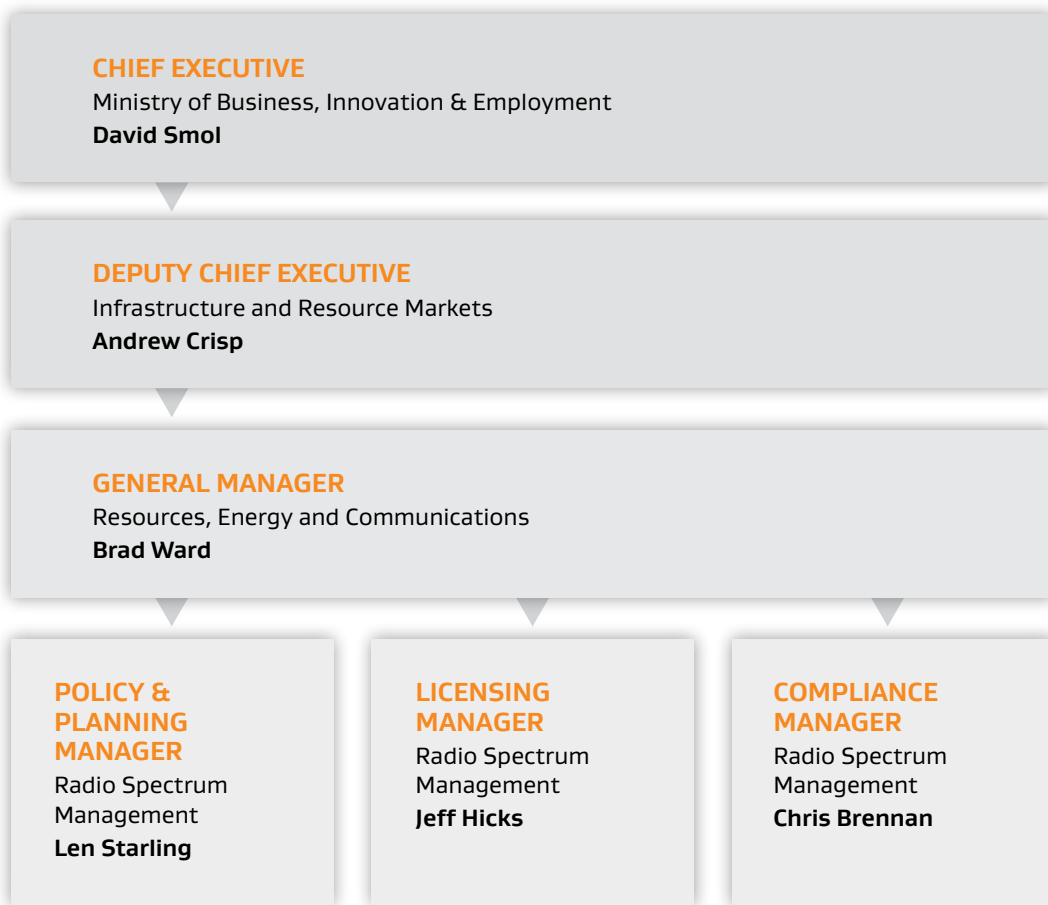 CHIEF EXECUTIVE
Ministry of Business, Innovation & Employment
David Smol
DEPUTY CHIEF EXECUTIVE
Infrastructure and Resource Markets
Andrew Crisp
GENERAL MANAGER
Resources, Energy and Communications
Brad Ward
POLICY &
PLANNING
MANAGER
Radio Spectrum
Management
Len Starling
LICENSING
MANAGER
Radio Spectrum
Management
Jeff Hicks
COMPLIANCE
MANAGER
Radio Spectrum
Management
Chris Brennan